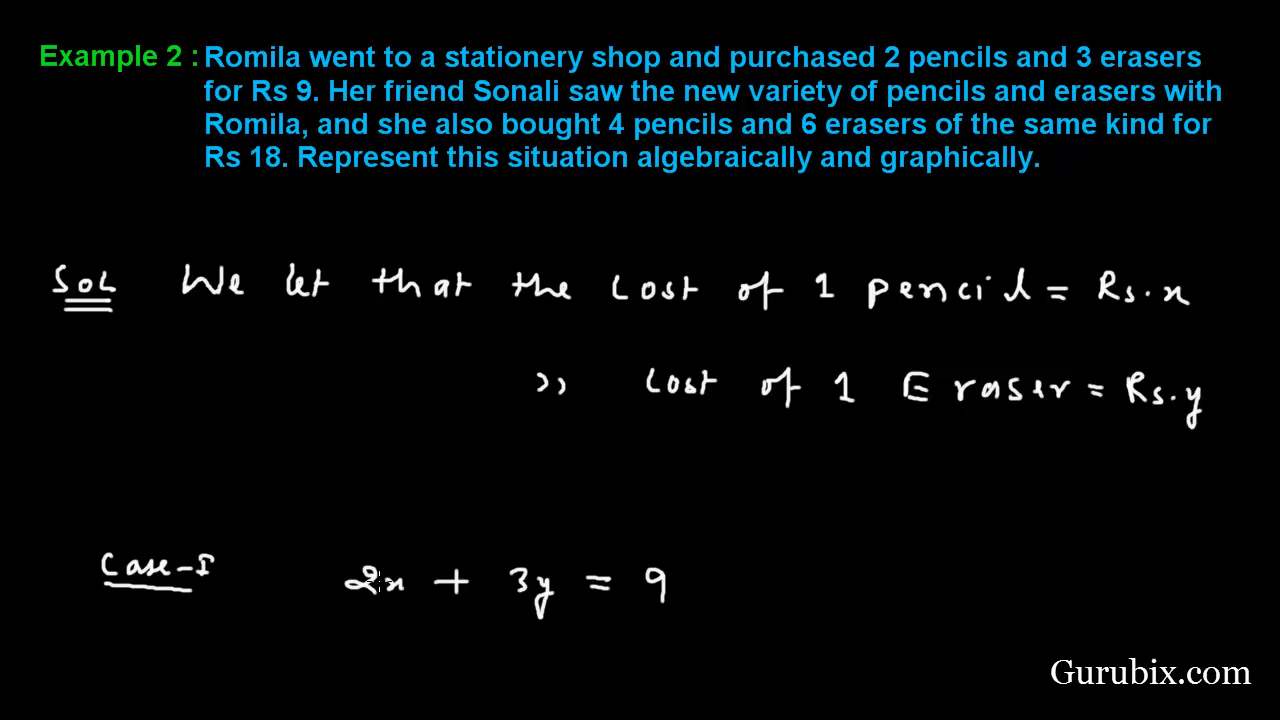 Example 2 : Romila went to a stationery shop and purchased 2 pencils and 3 erasers
for Rs 9. Her friend Sonali saw the new variety of pencils and erasers with
Romila, and she also bought 4 pencils and 6 erasers of the same kind for
Rs 18. Represent this situation algebraically and graphically.
Sol We let that the cost of 1 pencil = Rs. x
,, cost of 1 Eraser = Rs. y
Case-I 2x + 3y = 9
Gurubix.com